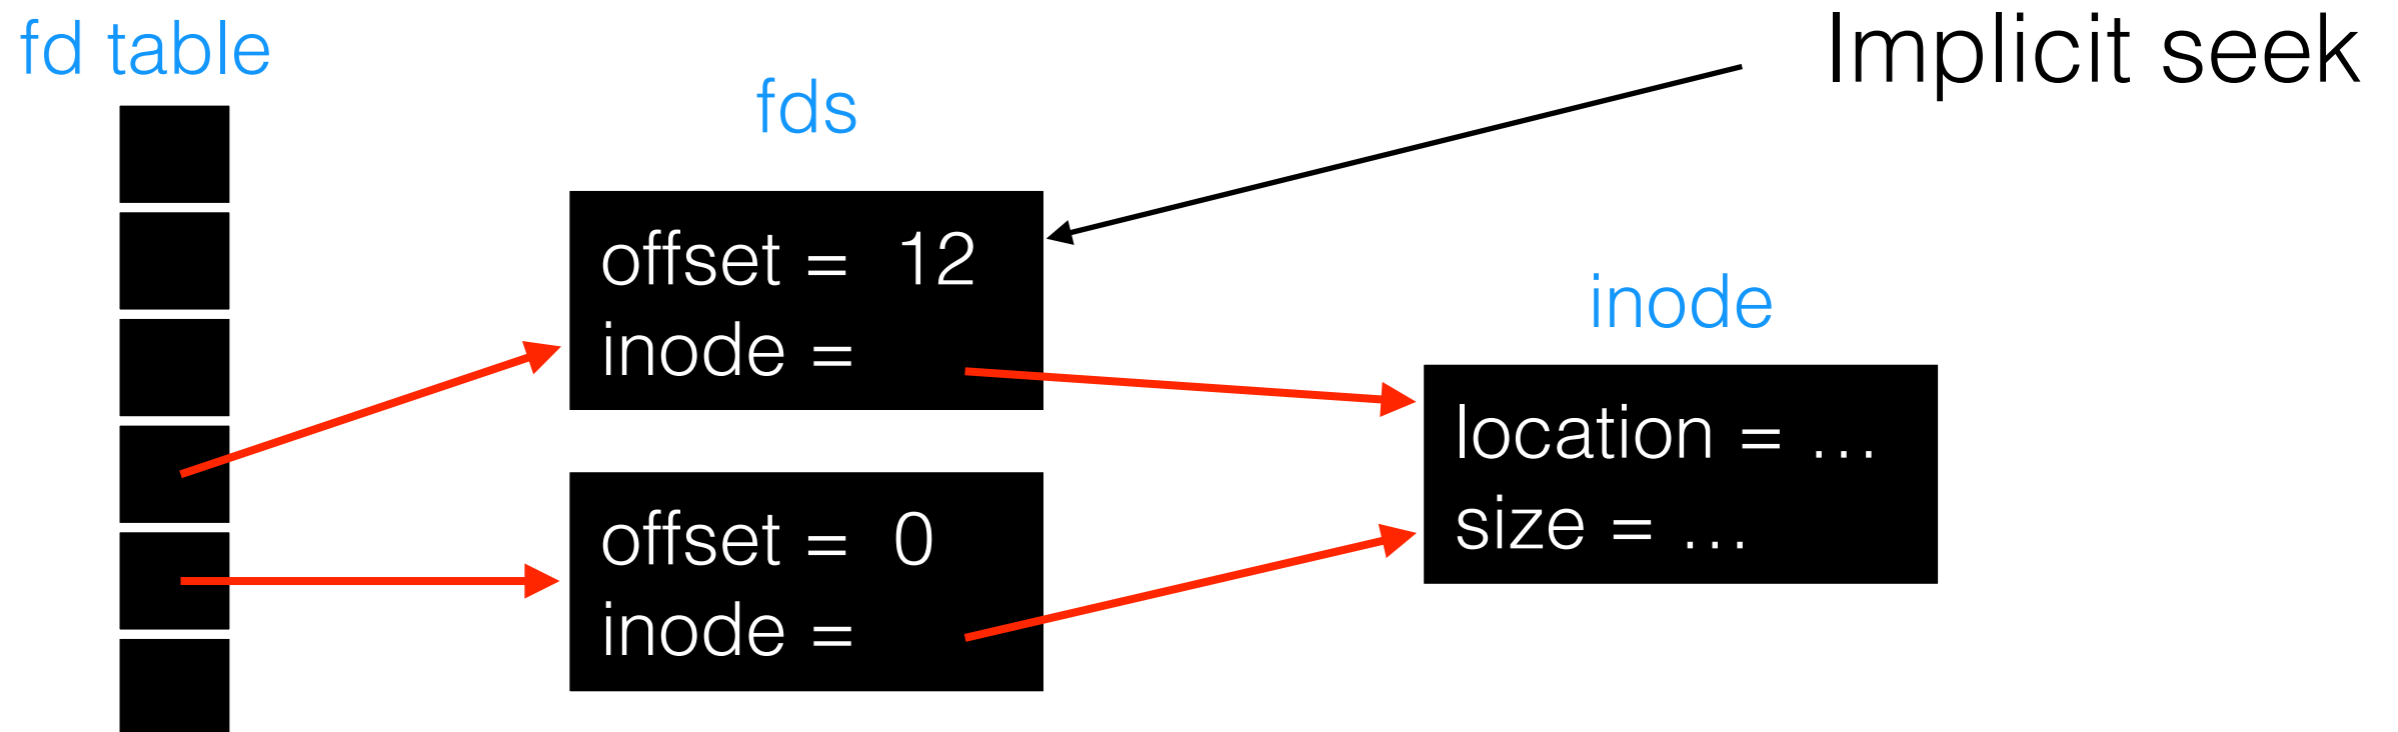 fd table
fds
Implicit seek
offset = 12
inode =
inode
location = …
size = …
offset = 0
inode =